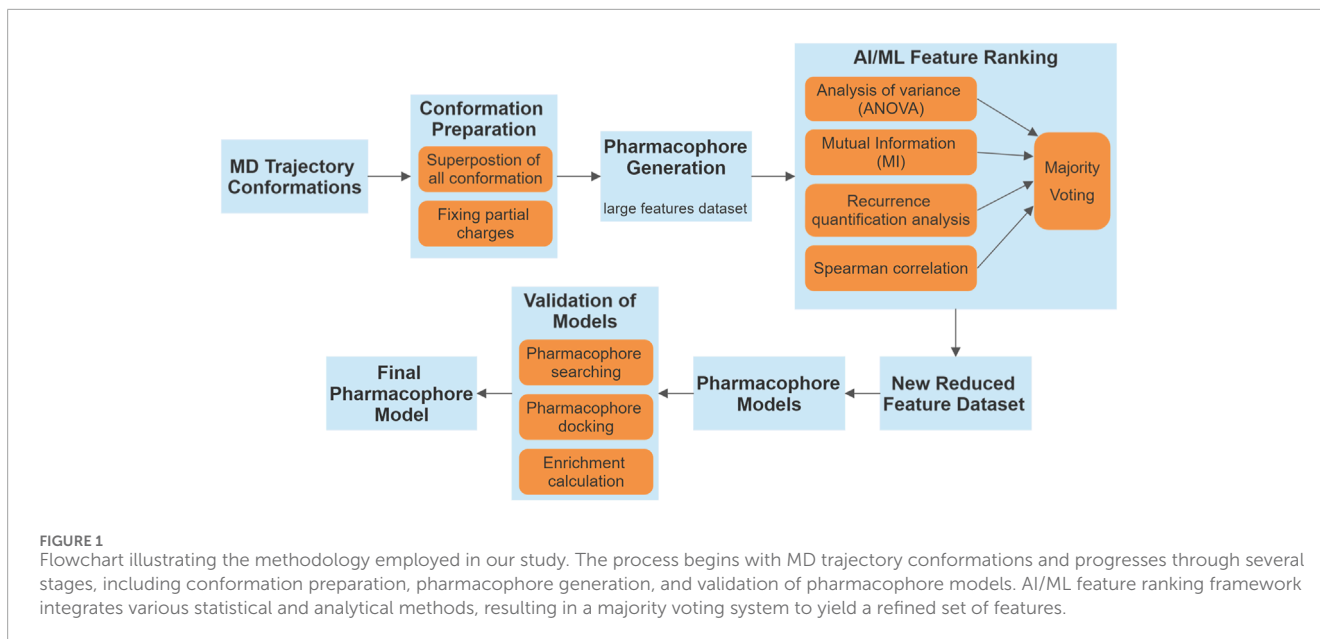 MD Trajectory
Conformations
Conformation
Preparation
Superpostion of
all conformation
Fixing partial
charges
Pharmacophore
Generation
large features dataset
AI/ML Feature Ranking
Analysis of variance
(ANOVA)
Mutual Information
(MI)
Recurrence
quantification analysis
Spearman correlation
Majority
Voting
New Reduced
Feature Dataset
Pharmacophore
Models
Validation of
Models
Pharmacophore
searching
Pharmacophore
docking
Enrichment
calculation
Final
Pharmacophore
Model
FIGURE 1
Flowchart illustrating the methodology employed in our study. The process begins with MD trajectory conformations and progresses through several
stages, including conformation preparation, pharmacophore generation, and validation of pharmacophore models. AI/ML feature ranking framework
integrates various statistical and analytical methods, resulting in a majority voting system to yield a refined set of features.